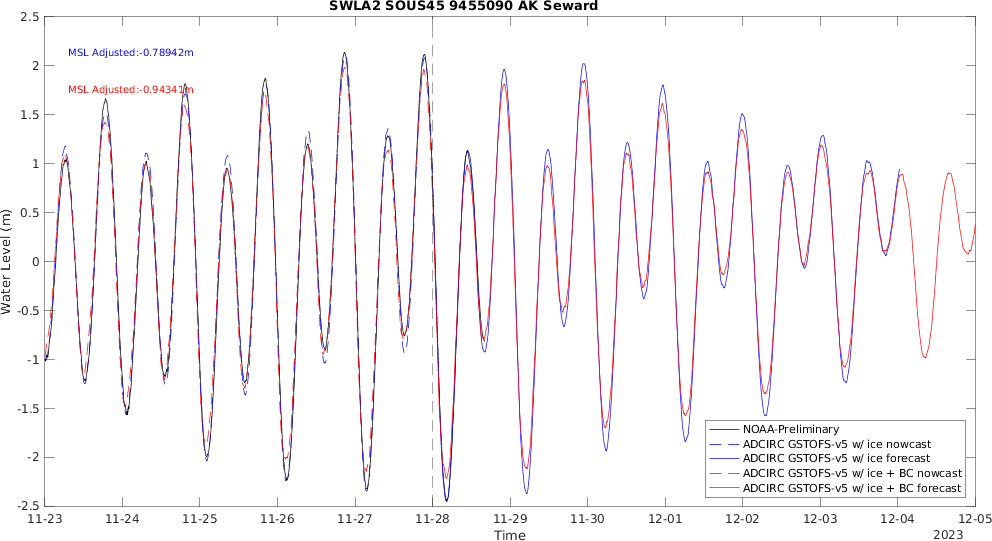 SWLA2 SOUS45 9455090 AK Seward
MSL Adjusted:-0.78942m
MSL Adjusted:-0.94341m
2.5
2
1.5
1
0.5
0
-0.5
-1
-1.5
-2
-2.5
Water Level (m)
NOAA-Preliminary
ADCIRC GSTOFS-v5 w/ ice nowcast
ADCIRC GSTOFS-v5 w/ ice forecast
ADCIRC GSTOFS-v5 w/ice + BC nowcast
ADCIRC GSTOFS-v5 w/ice + BC forecast
11-23 11-24 11-25 11-26 11-27 11-28 11-29 11-30 12-01 12-02 12-03 12-04 12-05
Time
2023